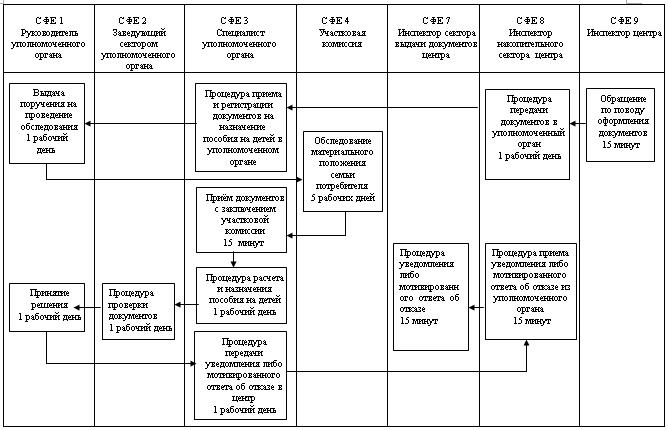 СФЕ 1
Руководитель
уполномоченного
органа
СФЕ 2
Заведующий
сектором
уполномоченного
органа
СФЕ 3
Специалист
уполномоченного
органа
СФЕ 4
Участковая
комиссия
СФЕ 7
Инспектор сектора
выдачи документов
центра
СФЕ 8
Инспектор
накопительного
сектора центра
СФЕ 9
Инспектор центра
Выдача
поручения на
проведение
обследования
1 рабочий
день
Процедура приема
и регистрации
документов на
назначение
пособия на детей в
уполномоченном
органе
Процедура
передачи
документов в
уполномоченный
орган
1 рабочий день
Обращение
по поводу
оформления
документов
15 минут
Обследование
материального
положения
семьи
потребителя
5 рабочих дней
Приём документов
с заключением
участковой
комиссии
15 минут
Процедура
уведомления
либо
мотивированн
ого ответа об
отказе
15 минут
Процедура приема
уведомления либо
мотивированного
ответа об отказе из
уполномоченного
органа
15 минут
Принятие
решения
1 рабочий день
Процедура
проверки
документов
1 рабочий день
Процедура расчета
и назначения
пособия на детей
1 рабочий день
Процедура
передачи
уведомления либо
мотивированного
ответа об отказе в
центр
1 рабочий день